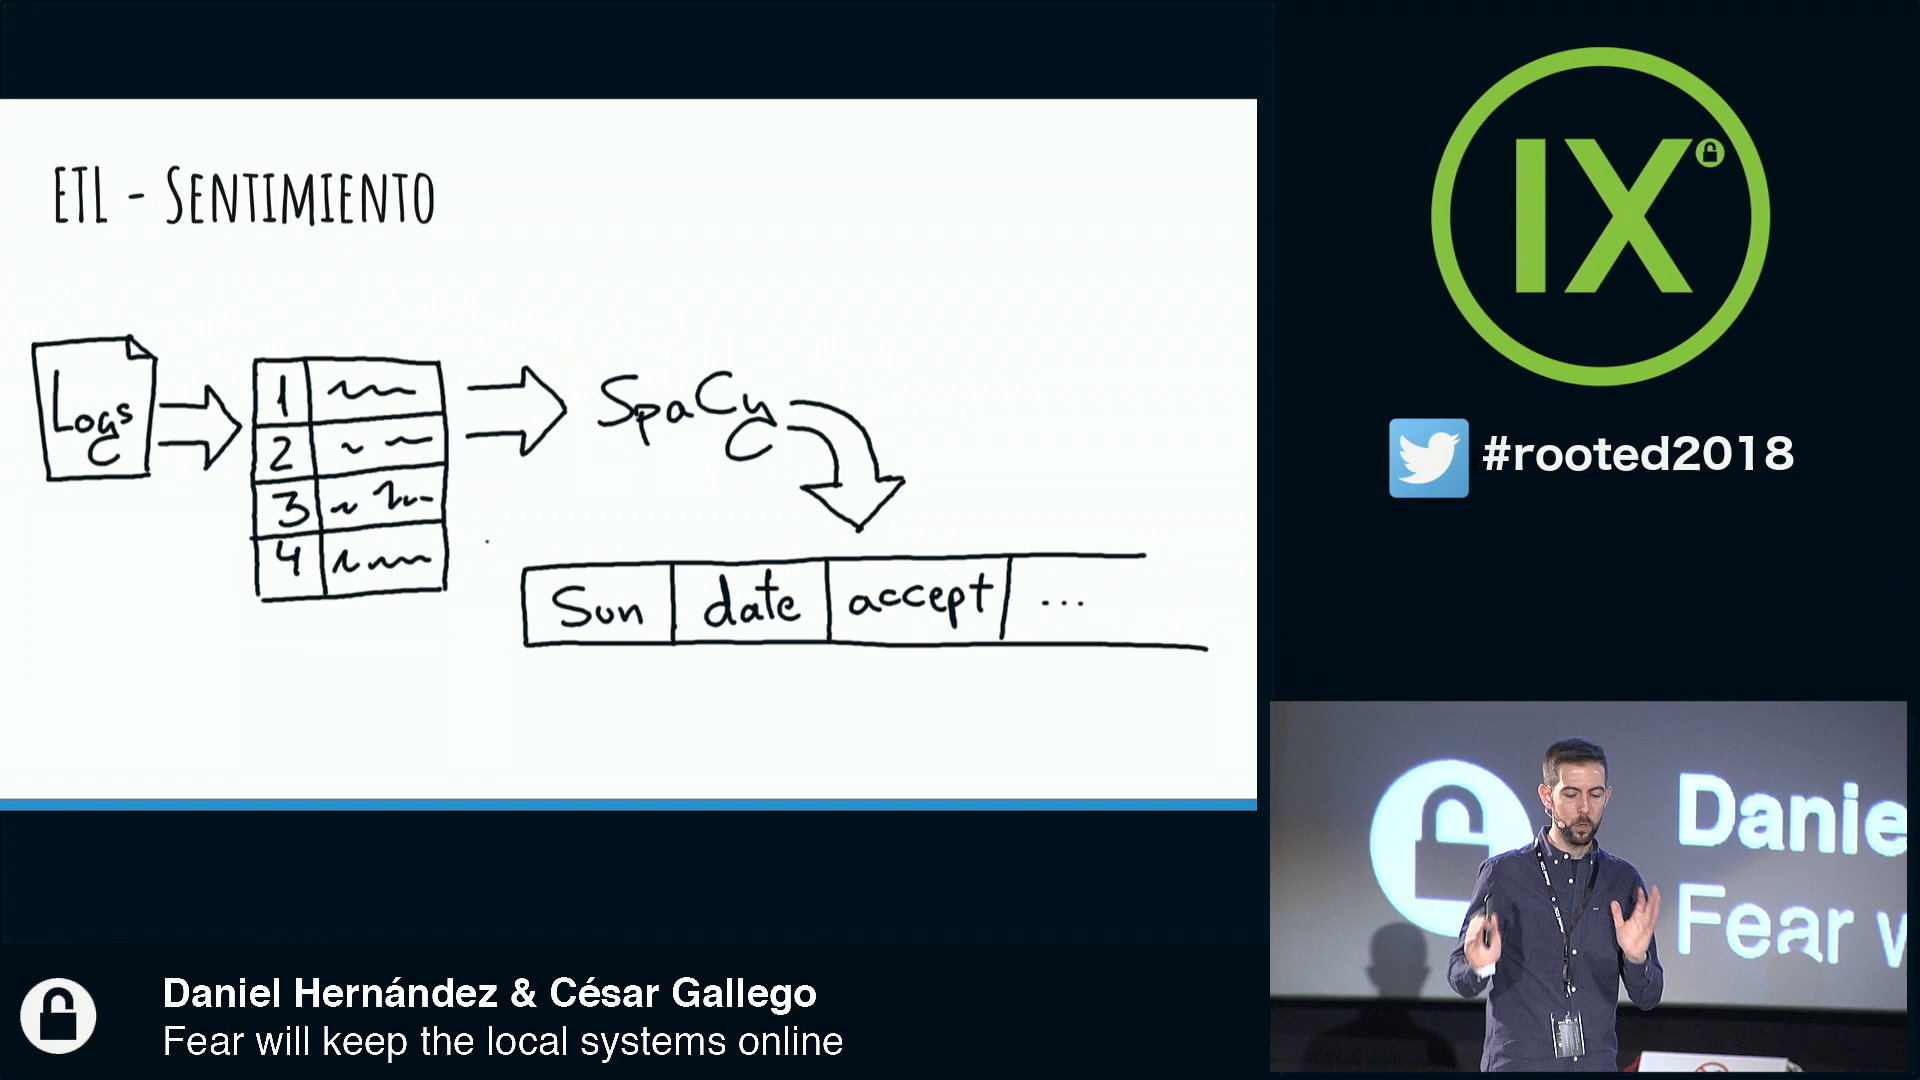 ETL - SENTIMIENTO
Logs
1
2
3
4
SpaCy
Sun
date
accept
...
IX
#rooted2018
Danie
Fear w
Daniel Hernández & César Gallego
Fear will keep the local systems online